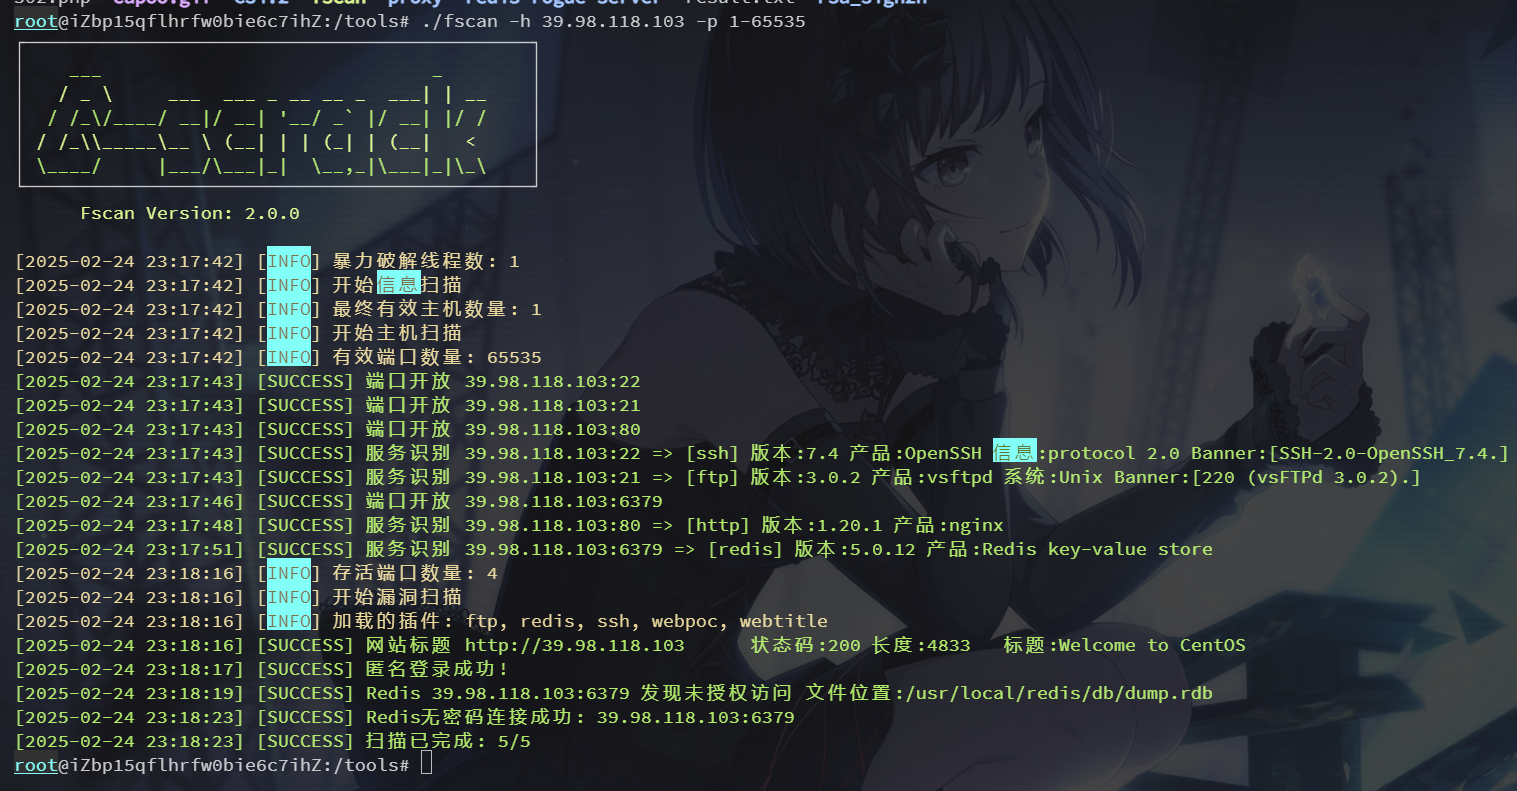 302.php capoo.gif CS4.2 fscan proxy redis-rogue-server result.txt rsa_sign2n
root@iZbp15qflhrfw0bie6c7ihZ:/tools# ./fscan -h 39.98.118.103 -p 1-65535
   ___                              _
  / _ \     ___  ___ _ __ __ _  ___| | __
 / /_\/____/ __|/ __| '__/ _` |/ __| |/ /
/ /_\\_____\__ \ (__| | | (_| | (__|   <
\____/     |___/\___|_|  \__,_|\___|_|\_\
Fscan Version: 2.0.0
[2025-02-24 23:17:42] [INFO] 暴力破解线程数: 1
[2025-02-24 23:17:42] [INFO] 开始信息扫描
[2025-02-24 23:17:42] [INFO] 最终有效主机数量: 1
[2025-02-24 23:17:42] [INFO] 开始主机扫描
[2025-02-24 23:17:42] [INFO] 有效端口数量: 65535
[2025-02-24 23:17:43] [SUCCESS] 端口开放 39.98.118.103:22
[2025-02-24 23:17:43] [SUCCESS] 端口开放 39.98.118.103:21
[2025-02-24 23:17:43] [SUCCESS] 端口开放 39.98.118.103:80
[2025-02-24 23:17:43] [SUCCESS] 服务识别 39.98.118.103:22 => [ssh] 版本:7.4 产品:OpenSSH 信息:protocol 2.0 Banner:[SSH-2.0-OpenSSH_7.4.]
[2025-02-24 23:17:43] [SUCCESS] 服务识别 39.98.118.103:21 => [ftp] 版本:3.0.2 产品:vsftpd 系统:Unix Banner:[220 (vsFTPd 3.0.2).]
[2025-02-24 23:17:46] [SUCCESS] 端口开放 39.98.118.103:6379
[2025-02-24 23:17:48] [SUCCESS] 服务识别 39.98.118.103:80 => [http] 版本:1.20.1 产品:nginx
[2025-02-24 23:17:51] [SUCCESS] 服务识别 39.98.118.103:6379 => [redis] 版本:5.0.12 产品:Redis key-value store
[2025-02-24 23:18:16] [INFO] 存活端口数量: 4
[2025-02-24 23:18:16] [INFO] 开始漏洞扫描
[2025-02-24 23:18:16] [INFO] 加载的插件: ftp, redis, ssh, webpoc, webtitle
[2025-02-24 23:18:16] [SUCCESS] 网站标题 http://39.98.118.103      状态码:200 长度:4833   标题:Welcome to CentOS
[2025-02-24 23:18:17] [SUCCESS] 匿名登录成功!
[2025-02-24 23:18:19] [SUCCESS] Redis 39.98.118.103:6379 发现未授权访问 文件位置:/usr/local/redis/db/dump.rdb
[2025-02-24 23:18:23] [SUCCESS] Redis无密码连接成功: 39.98.118.103:6379
[2025-02-24 23:18:23] [SUCCESS] 扫描已完成: 5/5
root@iZbp15qflhrfw0bie6c7ihZ:/tools#